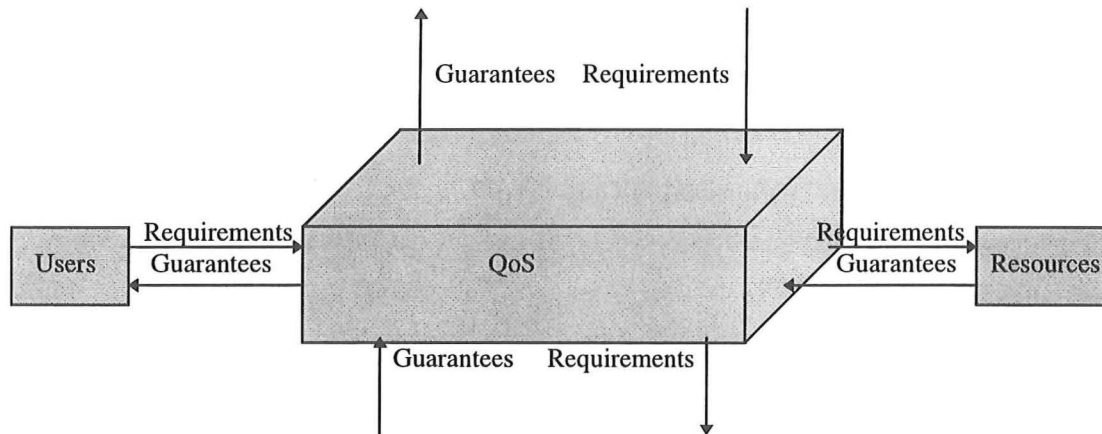 Guarantees Requirements
Requirements Requirements
Users Guarantees QoS Guarantees Resources
Guarantees Requirements